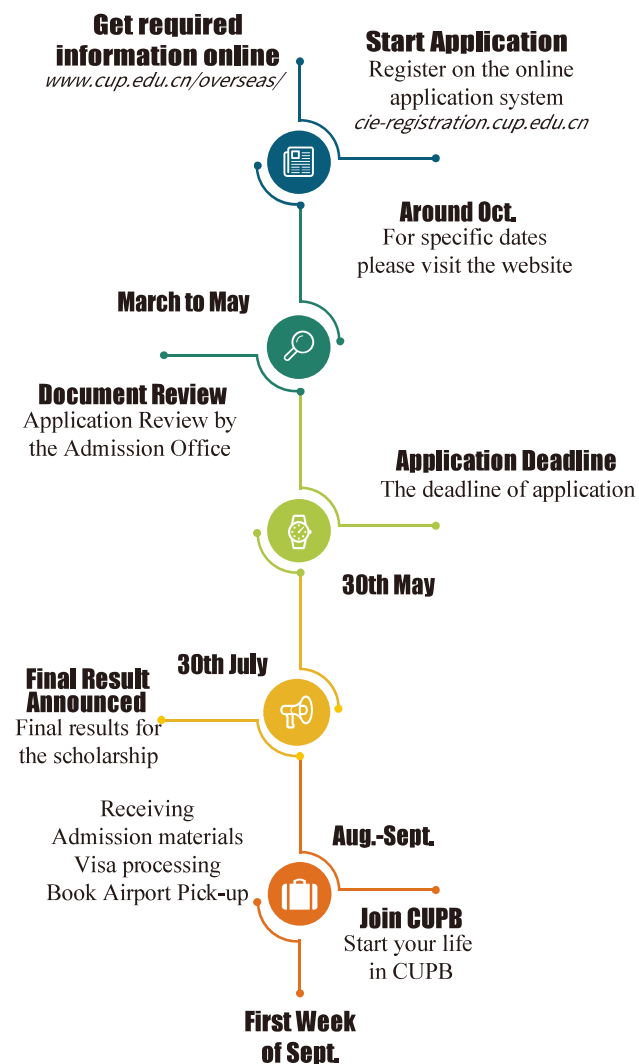 Get required
information online
www.cup.edu.cn/overseas/
Start Application
Register on the online
application system
cie-registration.cup.edu.cn
Around Oct.
For specific dates
please visit the website
March to May
Document Review
Application Review by
the Admission Office
Application Deadline
The deadline of application
30th May
30th July
Final Result
Announced
Final results for
the scholarship
Receiving
Admission materials
Visa processing
Book Airport Pick-up
Aug.-Sept.
Join CUPB
Start your life
in CUPB
First Week
of Sept.